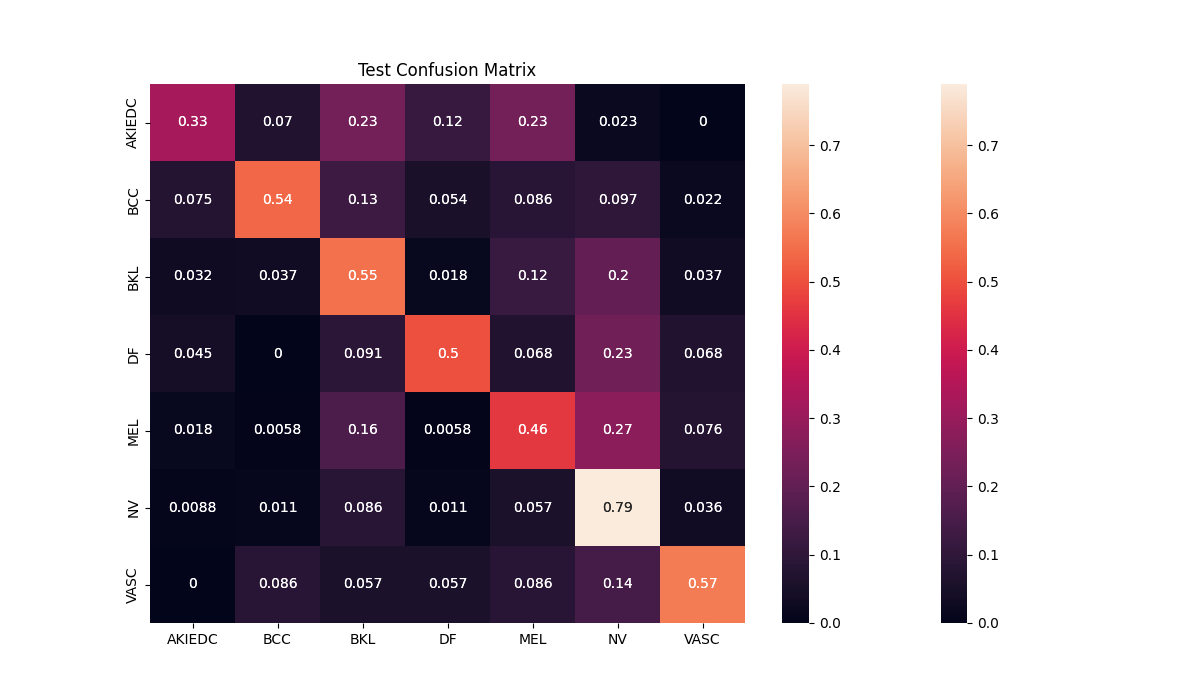 Test Confusion Matrix
AKIEDC 0.33 0.07 0.23 0.12 0.23 0.023 0
BCC 0.075 0.54 0.13 0.054 0.086 0.097 0.022
BKL 0.032 0.037 0.55 0.018 0.12 0.2 0.037
DF 0.045 0 0.091 0.5 0.068 0.23 0.068
MEL 0.018 0.0058 0.16 0.0058 0.46 0.27 0.076
NV 0.0088 0.011 0.086 0.011 0.057 0.79 0.036
VASC 0 0.086 0.057 0.057 0.086 0.14 0.57
AKIEDC BCC BKL DF MEL NV VASC
0.7
0.6
0.5
0.4
0.3
0.2
0.1
0.0
0.7
0.6
0.5
0.4
0.3
0.2
0.1
0.0